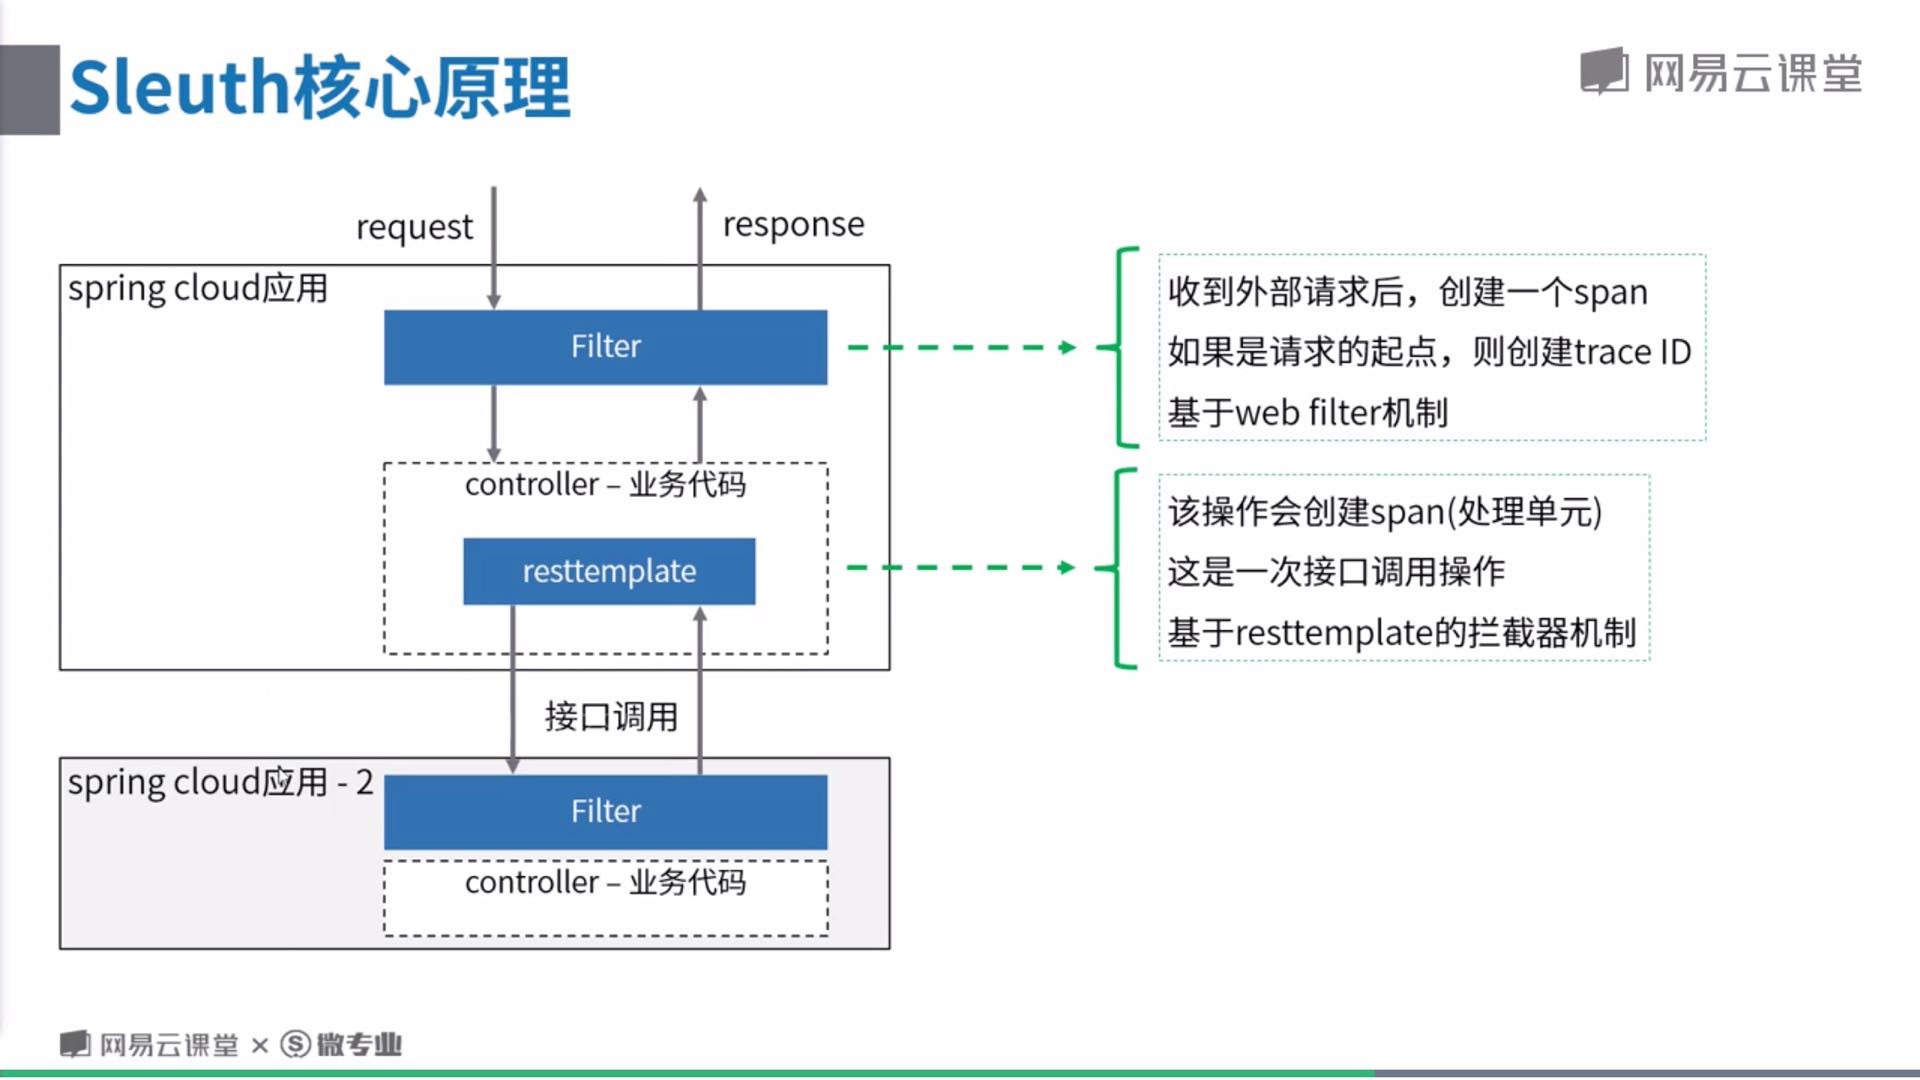 Sleuth核心原理
网易云课堂
request
response
spring cloud应用
Filter
controller – 业务代码
resttemplate
接口调用
spring cloud应用 - 2
Filter
controller – 业务代码
收到外部请求后，创建一个span
如果是请求的起点，则创建trace ID
基于web filter机制
该操作会创建span(处理单元)
这是一次接口调用操作
基于resttemplate的拦截器机制
网易云课堂 × S 微专业